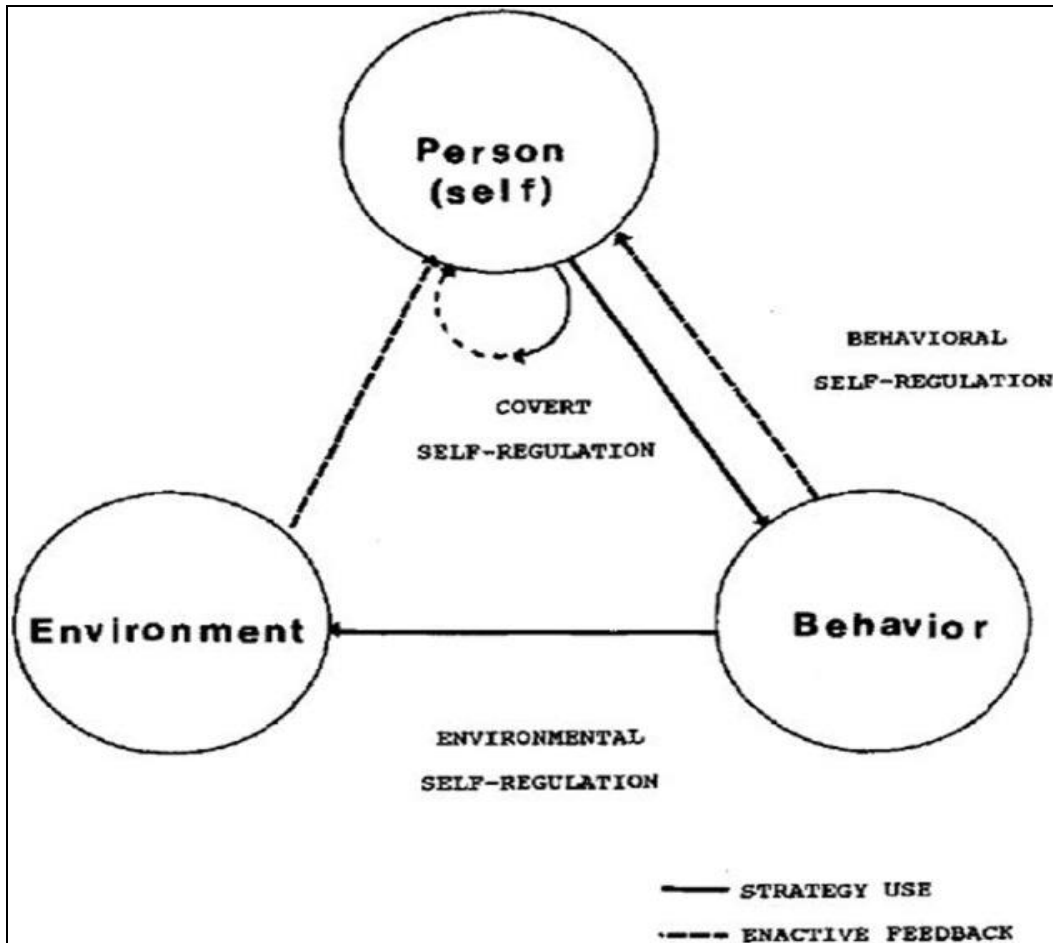 Person
(self)
BEHAVIORAL
SELF-REGULATION
COVERT
SELF-REGULATION
Environment
Behavior
ENVIRONMENTAL
SELF-REGULATION
STRATEGY USE
ENACTIVE FEEDBACK